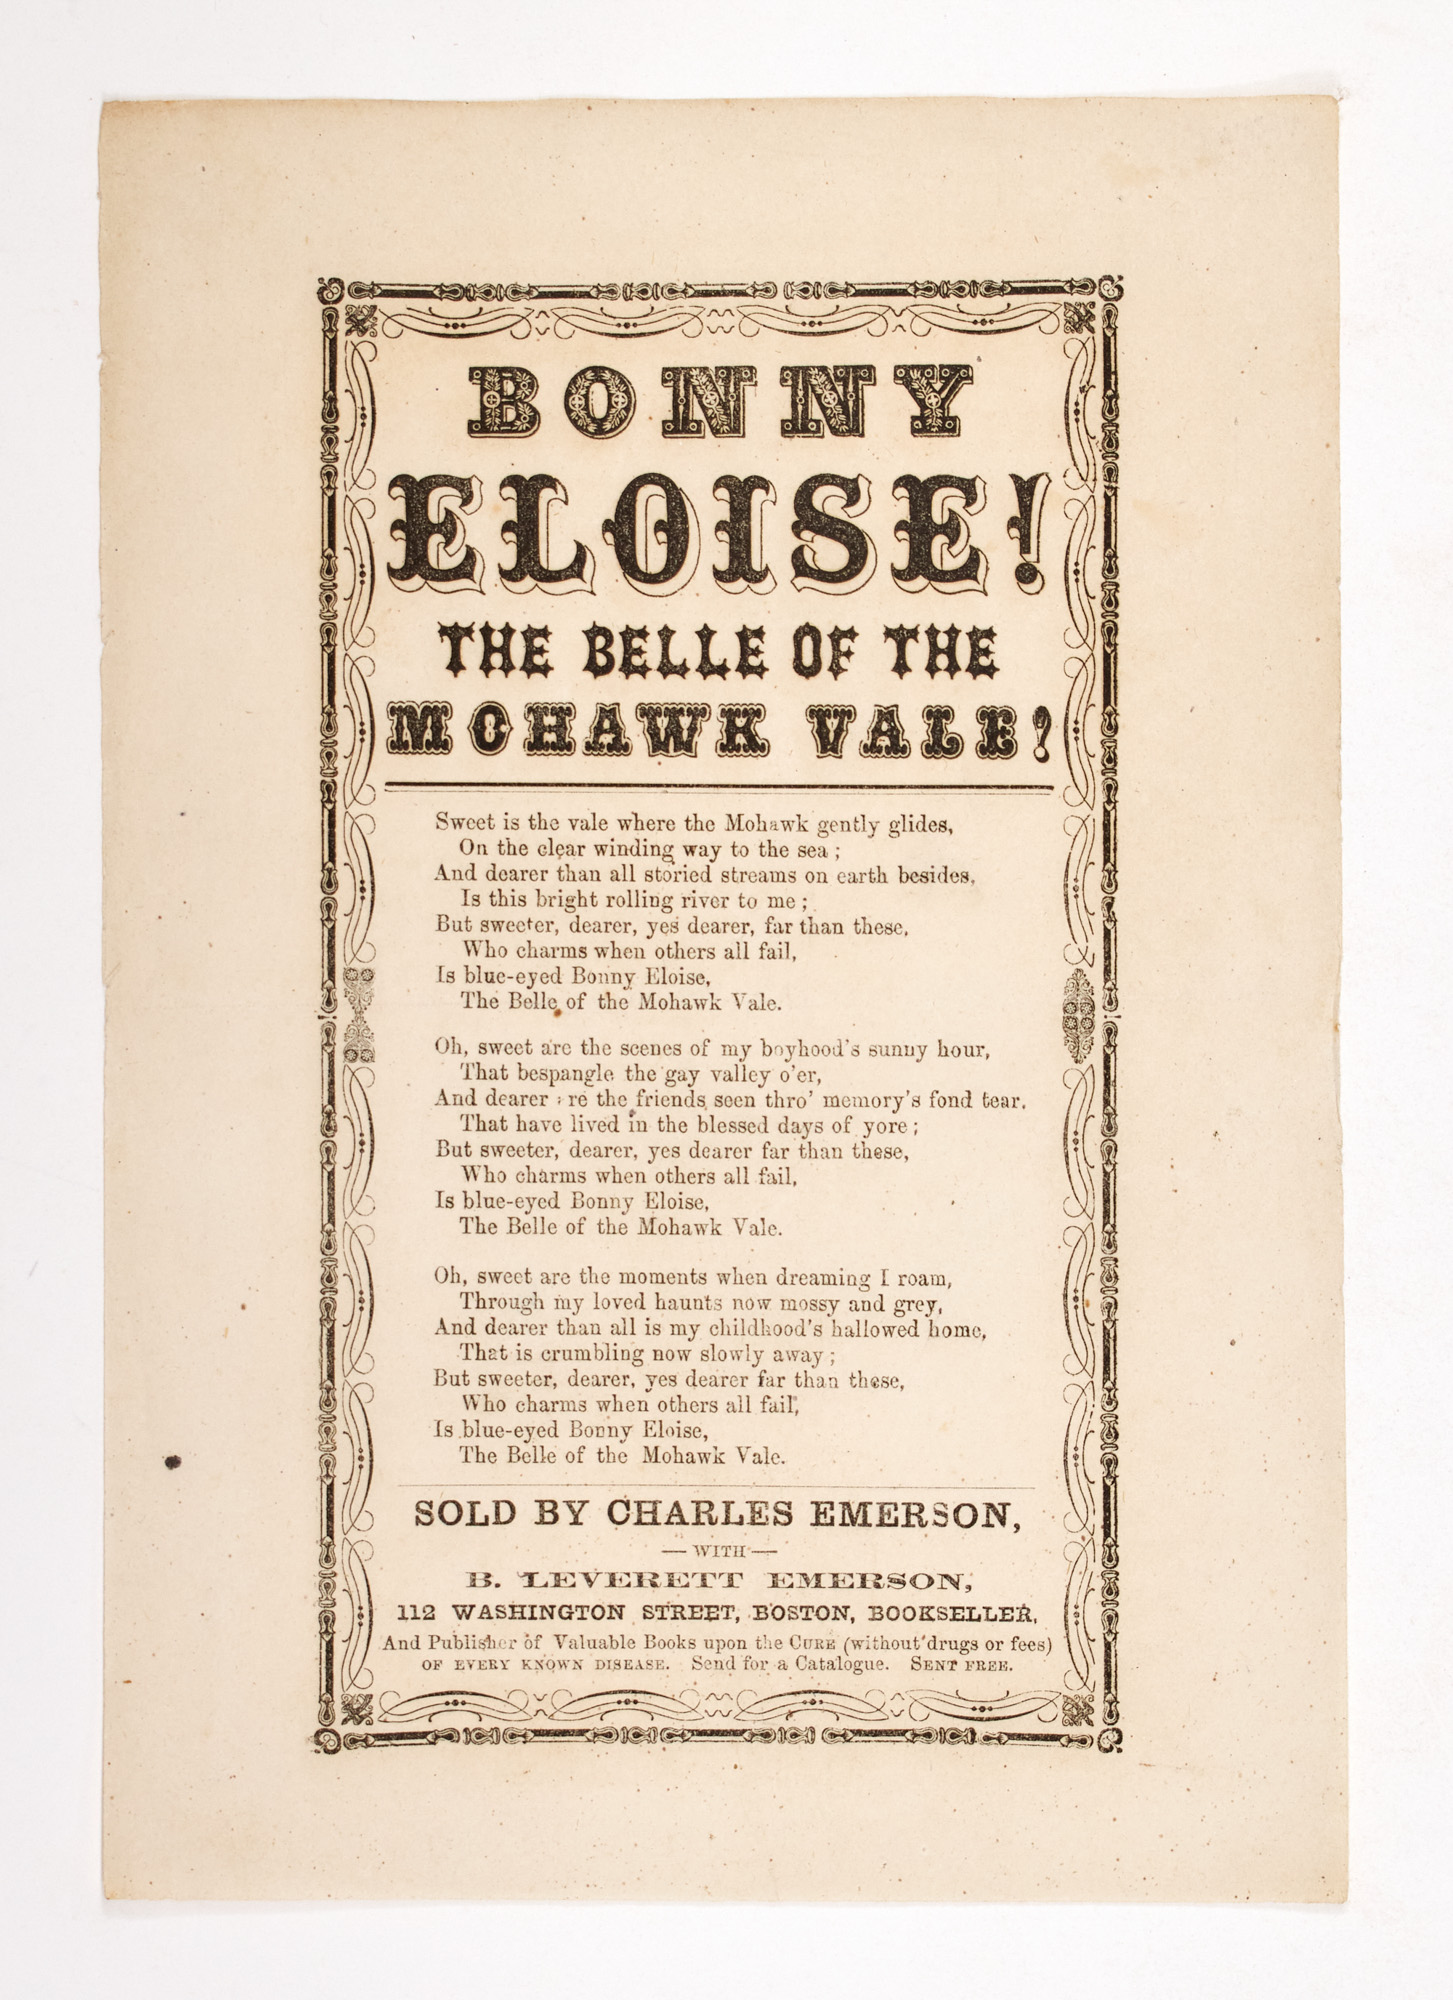 BONNY
ELOISE!
THE BELLE OF THE
MOHAWK VALE!
Sweet is the vale where the Mohawk gently glides,
On the clear winding way to the sea ;
And dearer than all storied streams on earth besides,
Is this bright rolling river to me ;
But sweeter, dearer, yes dearer, far than these,
Who charms when others all fail,
Is blue-eyed Bonny Eloise,
The Belle of the Mohawk Vale.
Oh, sweet are the scenes of my boyhood's sunny hour,
That bespangle the gay valley o'er,
And dearer are the friends seen thro' memory's fond tear.
That have lived in the blessed days of yore ;
But sweeter, dearer, yes dearer far than these,
Who charms when others all fail,
Is blue-eyed Bonny Eloise,
The Belle of the Mohawk Vale.
Oh, sweet are the moments when dreaming I roam,
Through my loved haunts now mossy and grey,
And dearer than all is my childhood's hallowed home,
That is crumbling now slowly away ;
But sweeter, dearer, yes dearer far than these,
Who charms when others all fail,
Is blue-eyed Bonny Eloise,
The Belle of the Mohawk Vale.
SOLD BY CHARLES EMERSON,
— WITH —
B. LEVERETT EMERSON,
112 WASHINGTON STREET, BOSTON, BOOKSELLER,
And Publisher of Valuable Books upon the CURE (without drugs or fees)
OF EVERY KNOWN DISEASE. Send for a Catalogue. SENT FREE.